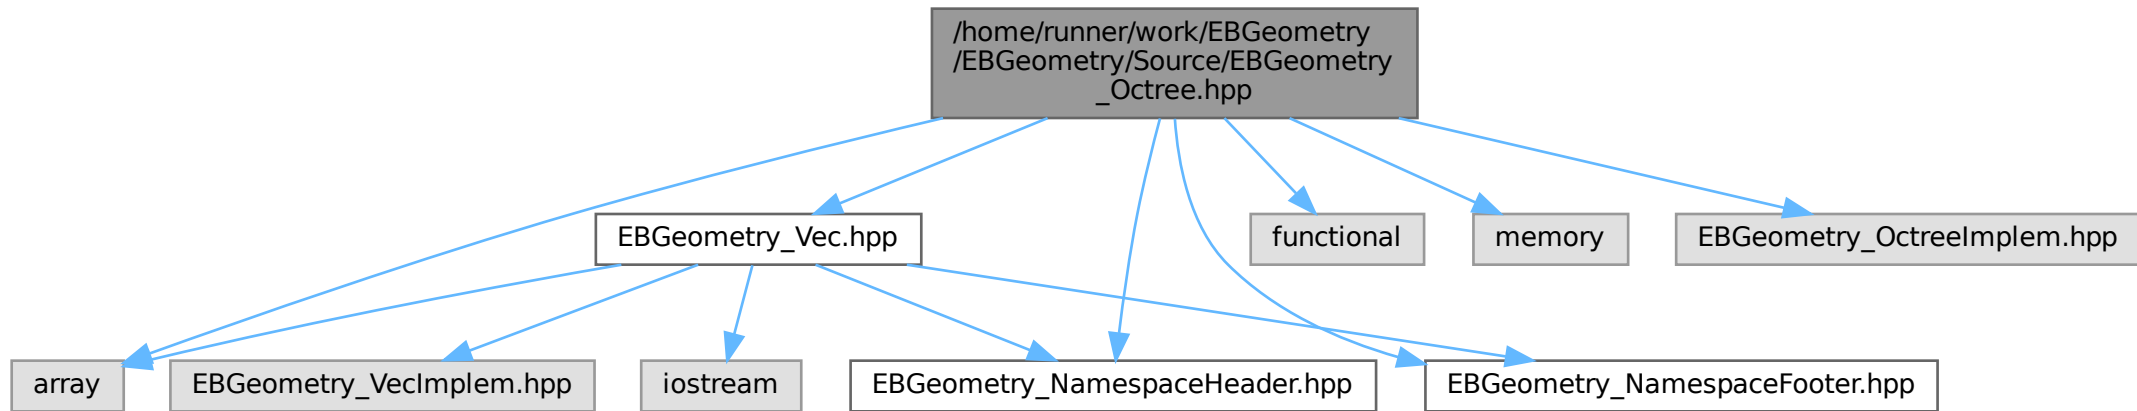 /home/runner/work/EBGeometry
/EBGeometry/Source/EBGeometry
_Octree.hpp
EBGeometry_Vec.hpp
functional
memory
EBGeometry_OctreeImplem.hpp
array
EBGeometry_VecImplem.hpp
iostream
EBGeometry_NamespaceHeader.hpp
EBGeometry_NamespaceFooter.hpp